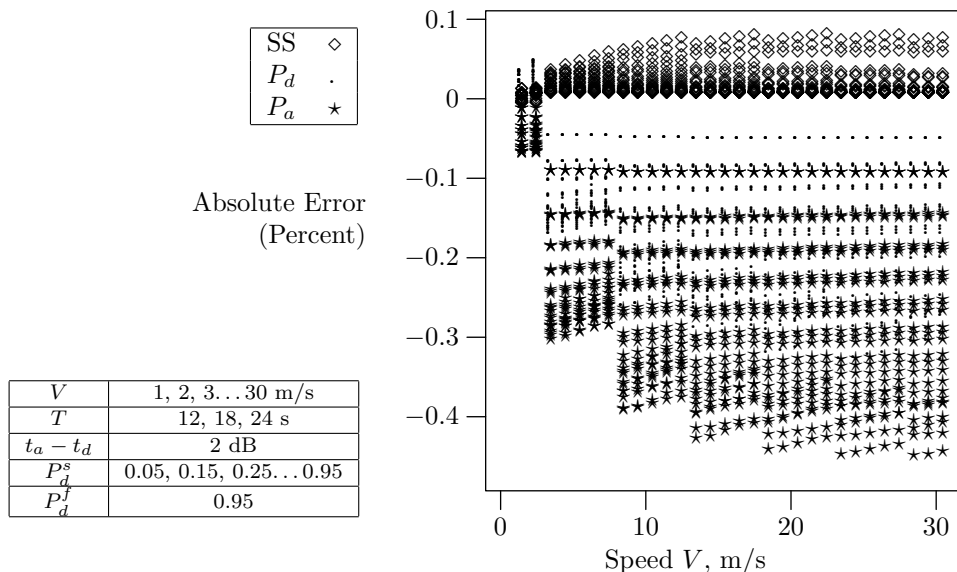 SS ◇
P_d .
P_a ★
Absolute Error
(Percent)
0.1
0
−0.1
−0.2
−0.3
−0.4
0 10 20 30
Speed V, m/s
V 1, 2, 3...30 m/s
T 12, 18, 24 s
t_a − t_d 2 dB
P_d^s 0.05, 0.15, 0.25...0.95
P_d^f 0.95